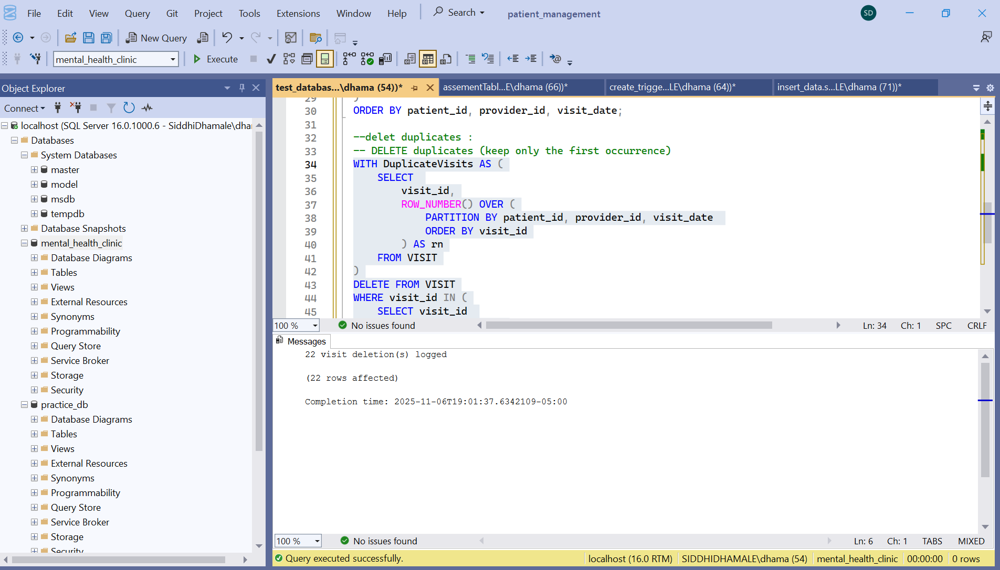 File Edit View Query Git Project Tools Extensions Window Help Search patient_management SD
New Query
mental_health_clinic Execute
Object Explorer
Connect
localhost (SQL Server 16.0.1000.6 - SiddhiDhamale\dha
Databases
System Databases
master
model
msdb
tempdb
Database Snapshots
mental_health_clinic
Database Diagrams
Tables
Views
External Resources
Synonyms
Programmability
Query Store
Service Broker
Storage
Security
practice_db
Database Diagrams
Tables
Views
External Resources
Synonyms
Programmability
Query Store
Service Broker
Storage
Security
test_databas...\dhama (54))* assementTabl...E\dhama (66))* create_trigge...LE\dhama (64))* insert_data.s...LE\dhama (71))*
29 )
30 ORDER BY patient_id, provider_id, visit_date;
31
32 --delet duplicates :
33 -- DELETE duplicates (keep only the first occurrence)
34 WITH DuplicateVisits AS (
35 SELECT
36 visit_id,
37 ROW_NUMBER() OVER (
38 PARTITION BY patient_id, provider_id, visit_date
39 ORDER BY visit_id
40 ) AS rn
41 FROM VISIT
42 )
43 DELETE FROM VISIT
44 WHERE visit_id IN (
45 SELECT visit_id
100 % No issues found Ln: 34 Ch: 1 SPC CRLF
Messages
22 visit deletion(s) logged
(22 rows affected)
Completion time: 2025-11-06T19:01:37.6342109-05:00
100 % No issues found Ln: 6 Ch: 1 TABS MIXED
Query executed successfully. localhost (16.0 RTM) SIDDHIDHAMALE\dhama (54) mental_health_clinic 00:00:00 0 rows